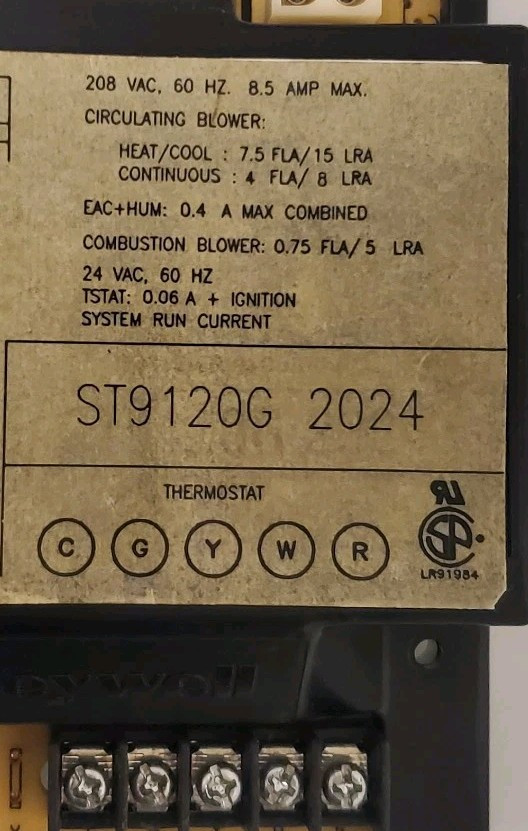 208 VAC, 60 HZ. 8.5 AMP MAX.
CIRCULATING BLOWER:
HEAT/COOL : 7.5 FLA/15 LRA
CONTINUOUS : 4 FLA/ 8 LRA
EAC+HUM: 0.4 A MAX COMBINED
COMBUSTION BLOWER: 0.75 FLA/5 LRA
24 VAC, 60 HZ
TSTAT: 0.06 A + IGNITION
SYSTEM RUN CURRENT
ST9120G 2024
THERMOSTAT
C G Y W R
LR91984
eywell